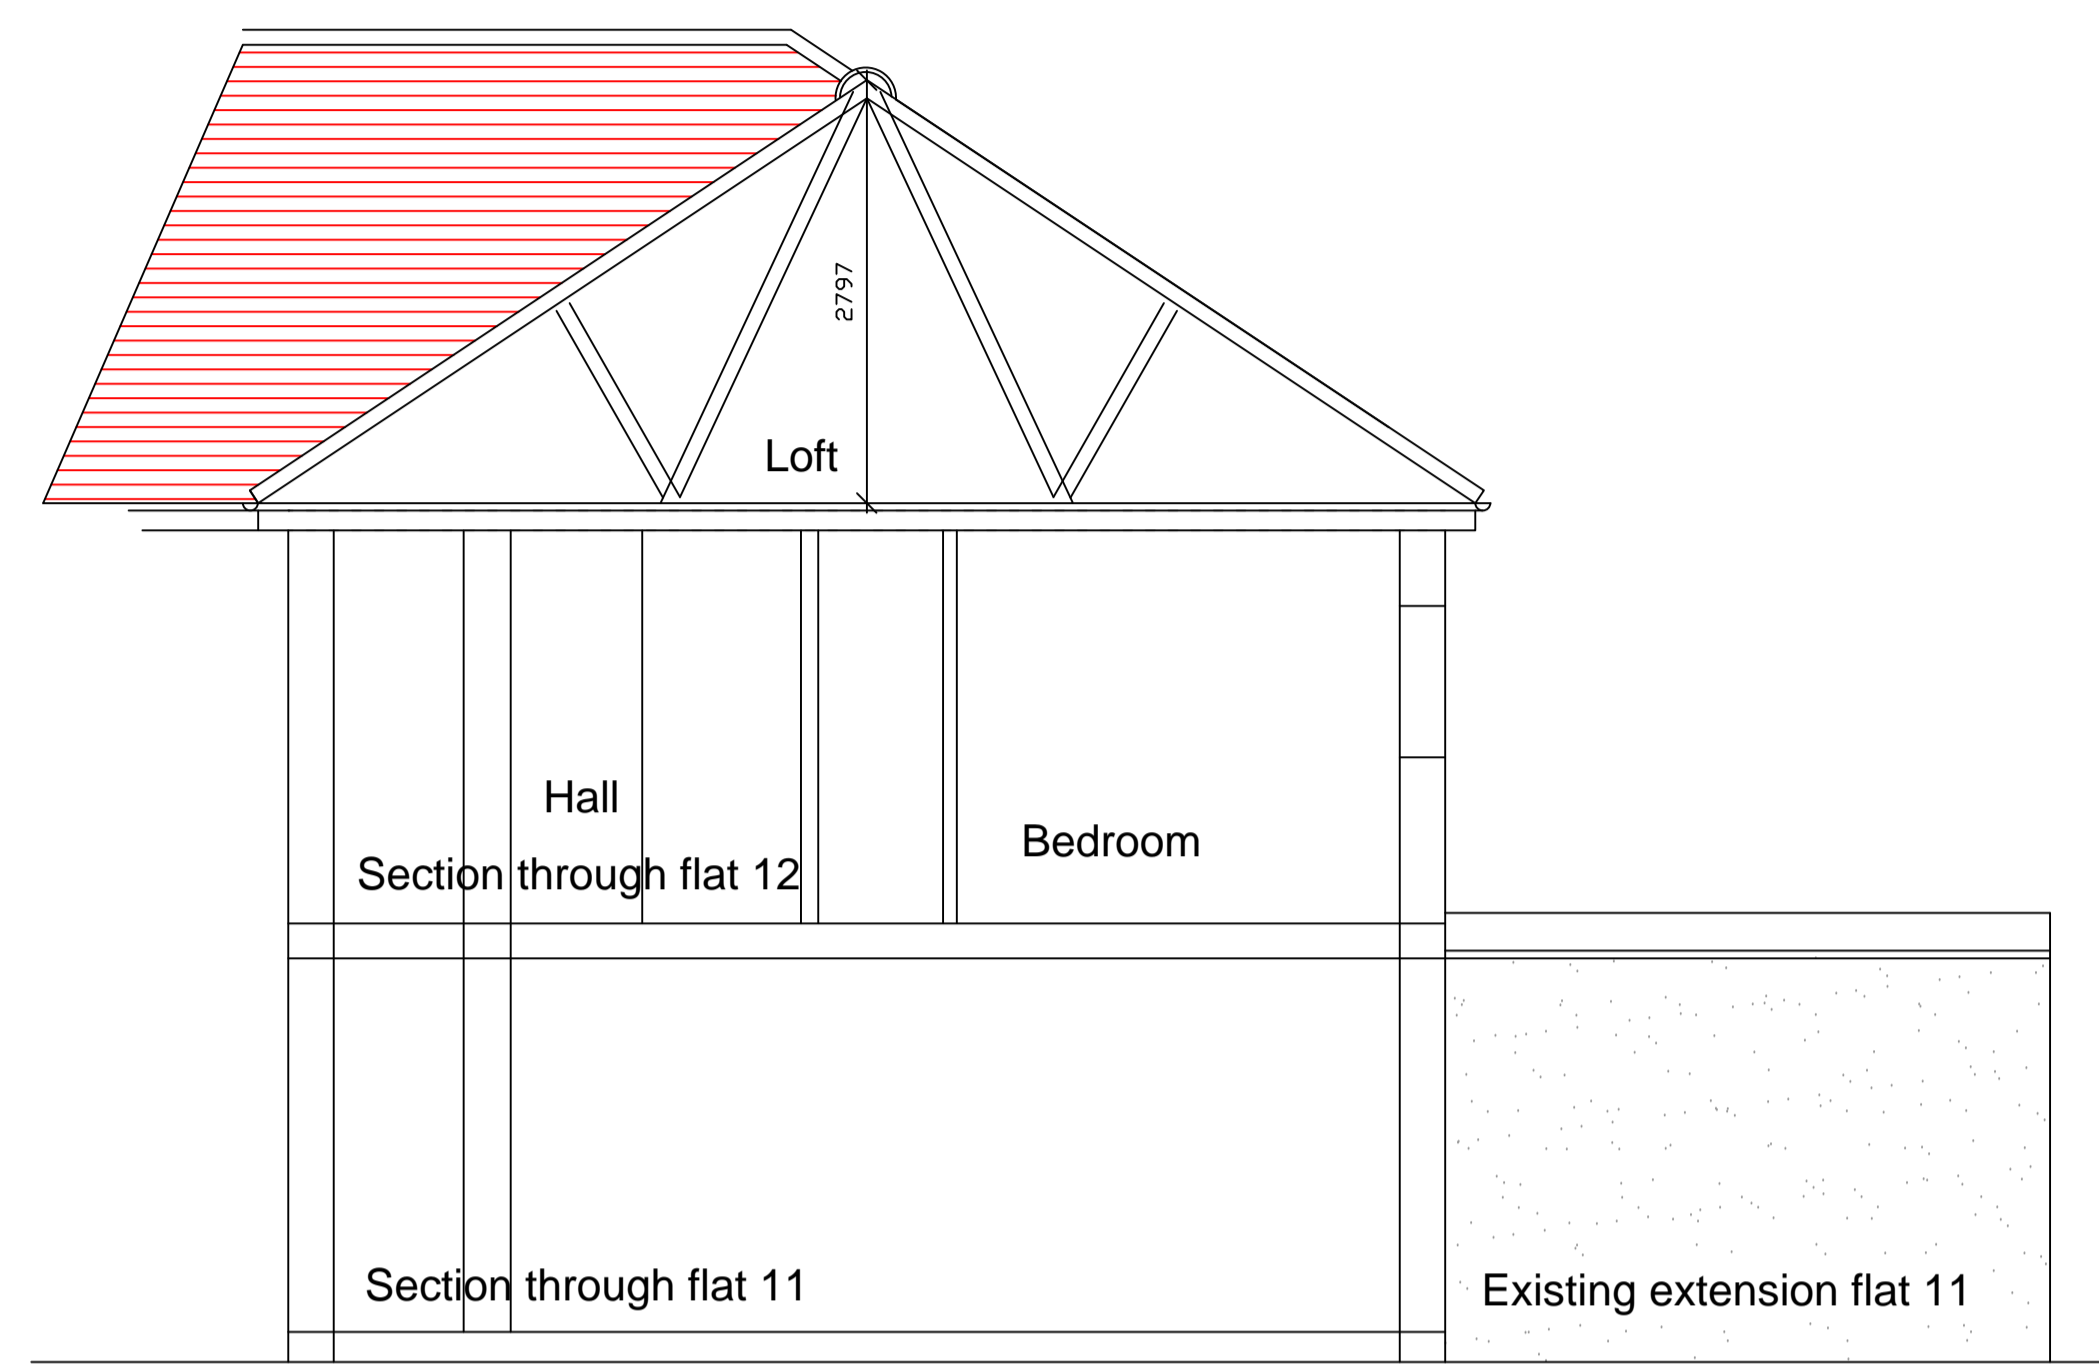 2797
Loft
Hall
Bedroom
Section through flat 12
Section through flat 11
Existing extension flat 11